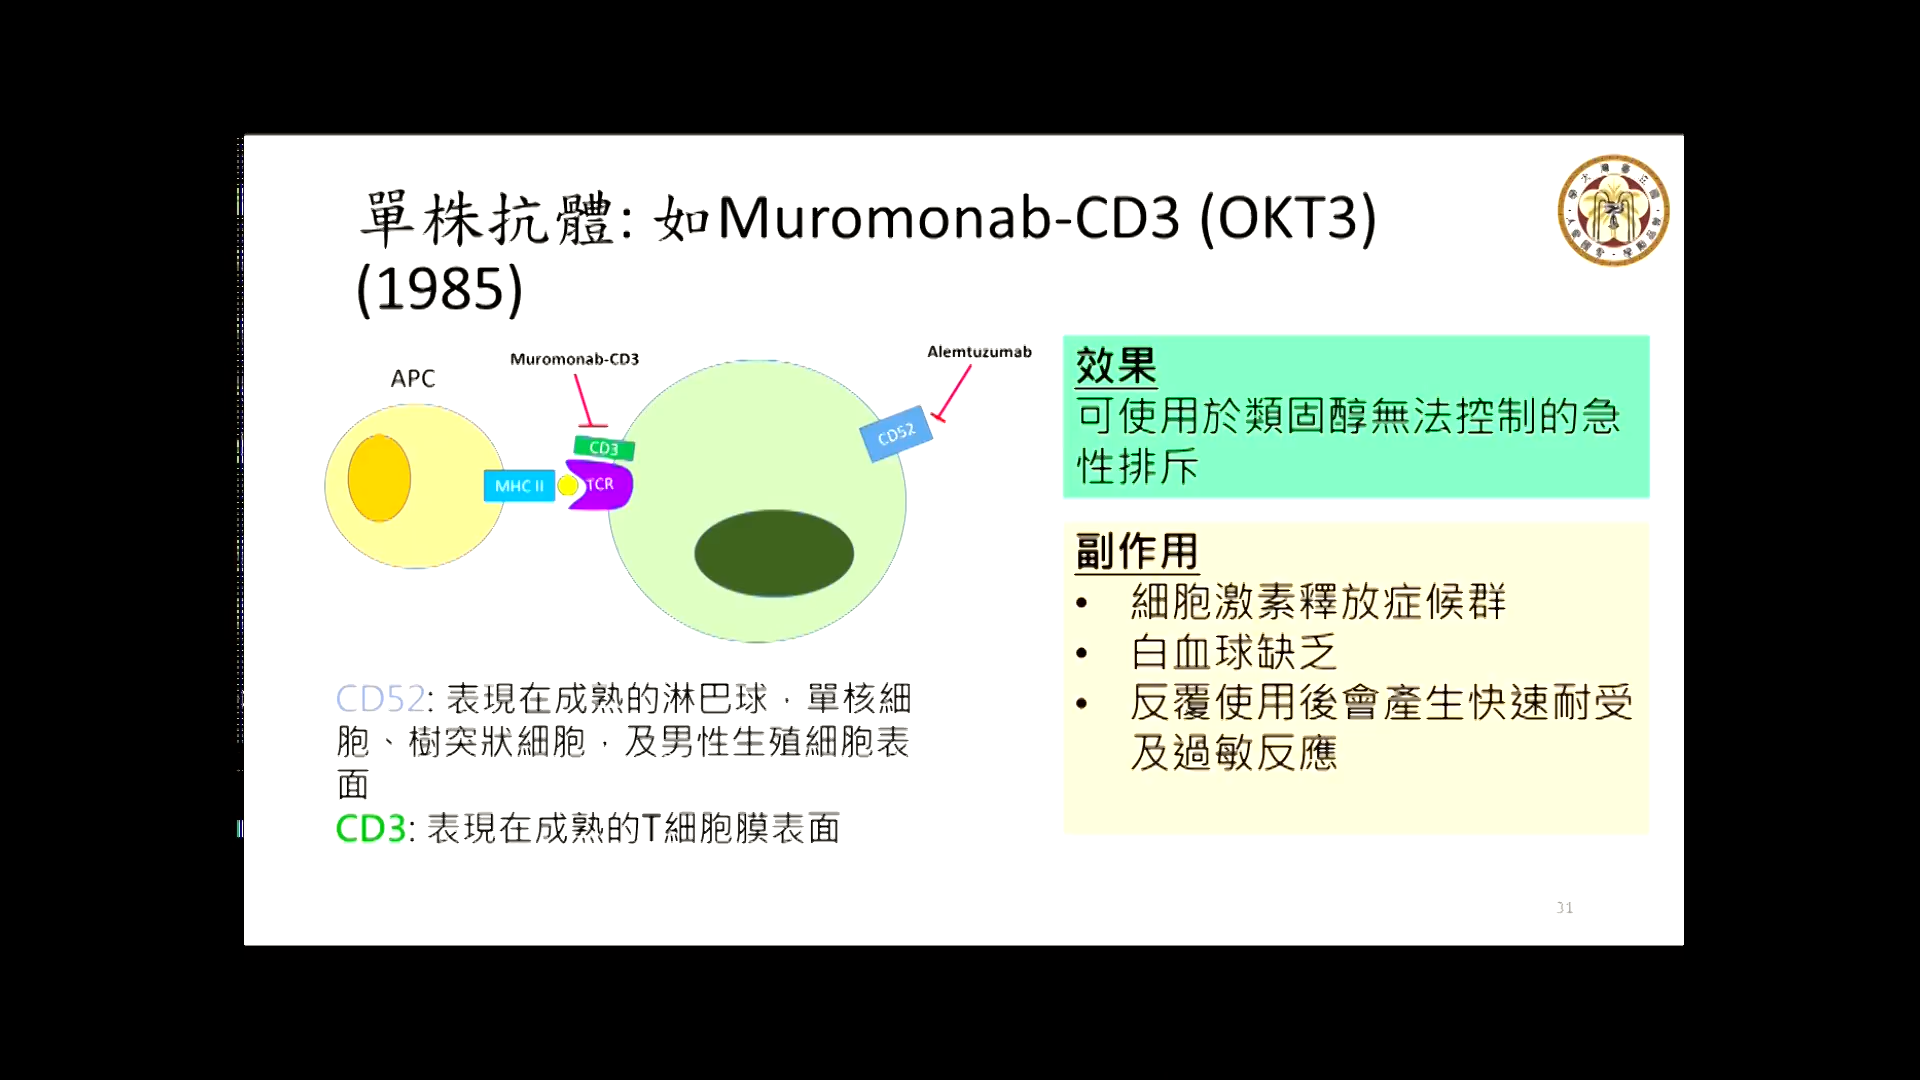 單株抗體: 如Muromonab-CD3 (OKT3)
(1985)
Muromonab-CD3
Alemtuzumab
APC
CD3
CD52
MHC II
TCR
CD52: 表現在成熟的淋巴球，單核細
胞、樹突狀細胞，及男性生殖細胞表
面
CD3: 表現在成熟的T細胞膜表面
效果
可使用於類固醇無法控制的急
性排斥
副作用
• 細胞激素釋放症候群
• 白血球缺乏
• 反覆使用後會產生快速耐受
及過敏反應
31